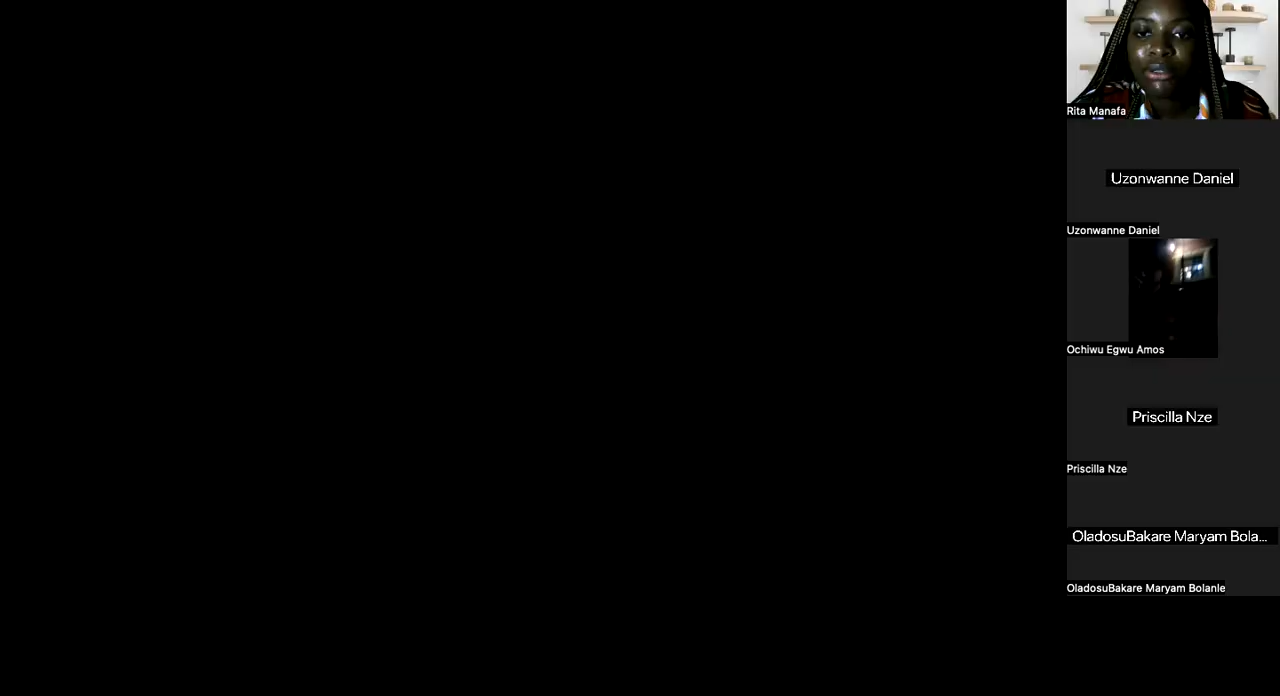 Rita Manafa
Uzonwanne Daniel
Uzonwanne Daniel
Ochiwu Egwu Amos
Priscilla Nze
Priscilla Nze
OladosuBakare Maryam Bola...
OladosuBakare Maryam Bolanle